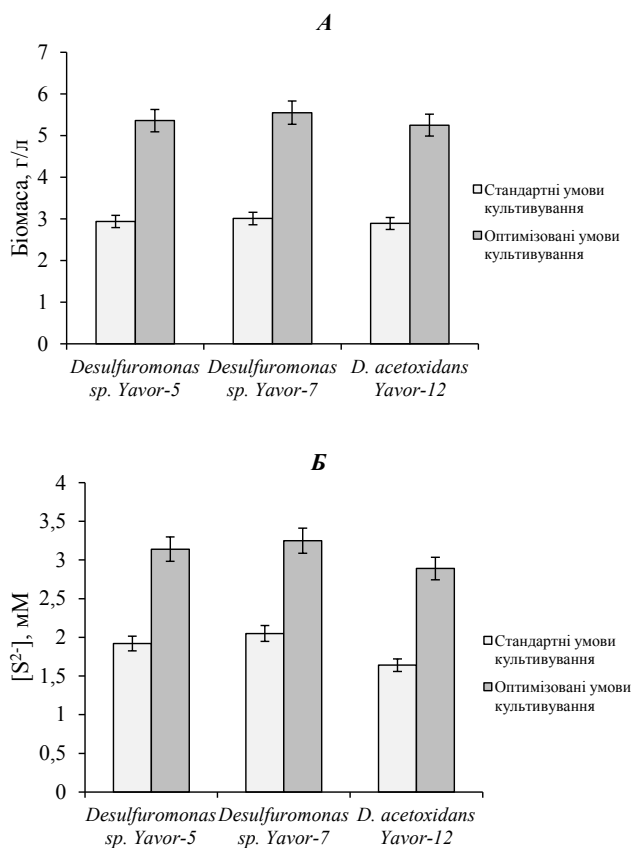 А
7
6
5
4
3
2
1
0
Біомаса, г/л
Desulfuromonas
sp. Yavor-5
Desulfuromonas
sp. Yavor-7
D. acetoxidans
Yavor-12
Стандартні умови
культивування
Оптимізовані умови
культивування
Б
4
3,5
3
2,5
2
1,5
1
0,5
0
[S²⁻], мМ
Desulfuromonas
sp. Yavor-5
Desulfuromonas
sp. Yavor-7
D. acetoxidans
Yavor-12
Стандартні умови
культивування
Оптимізовані умови
культивування